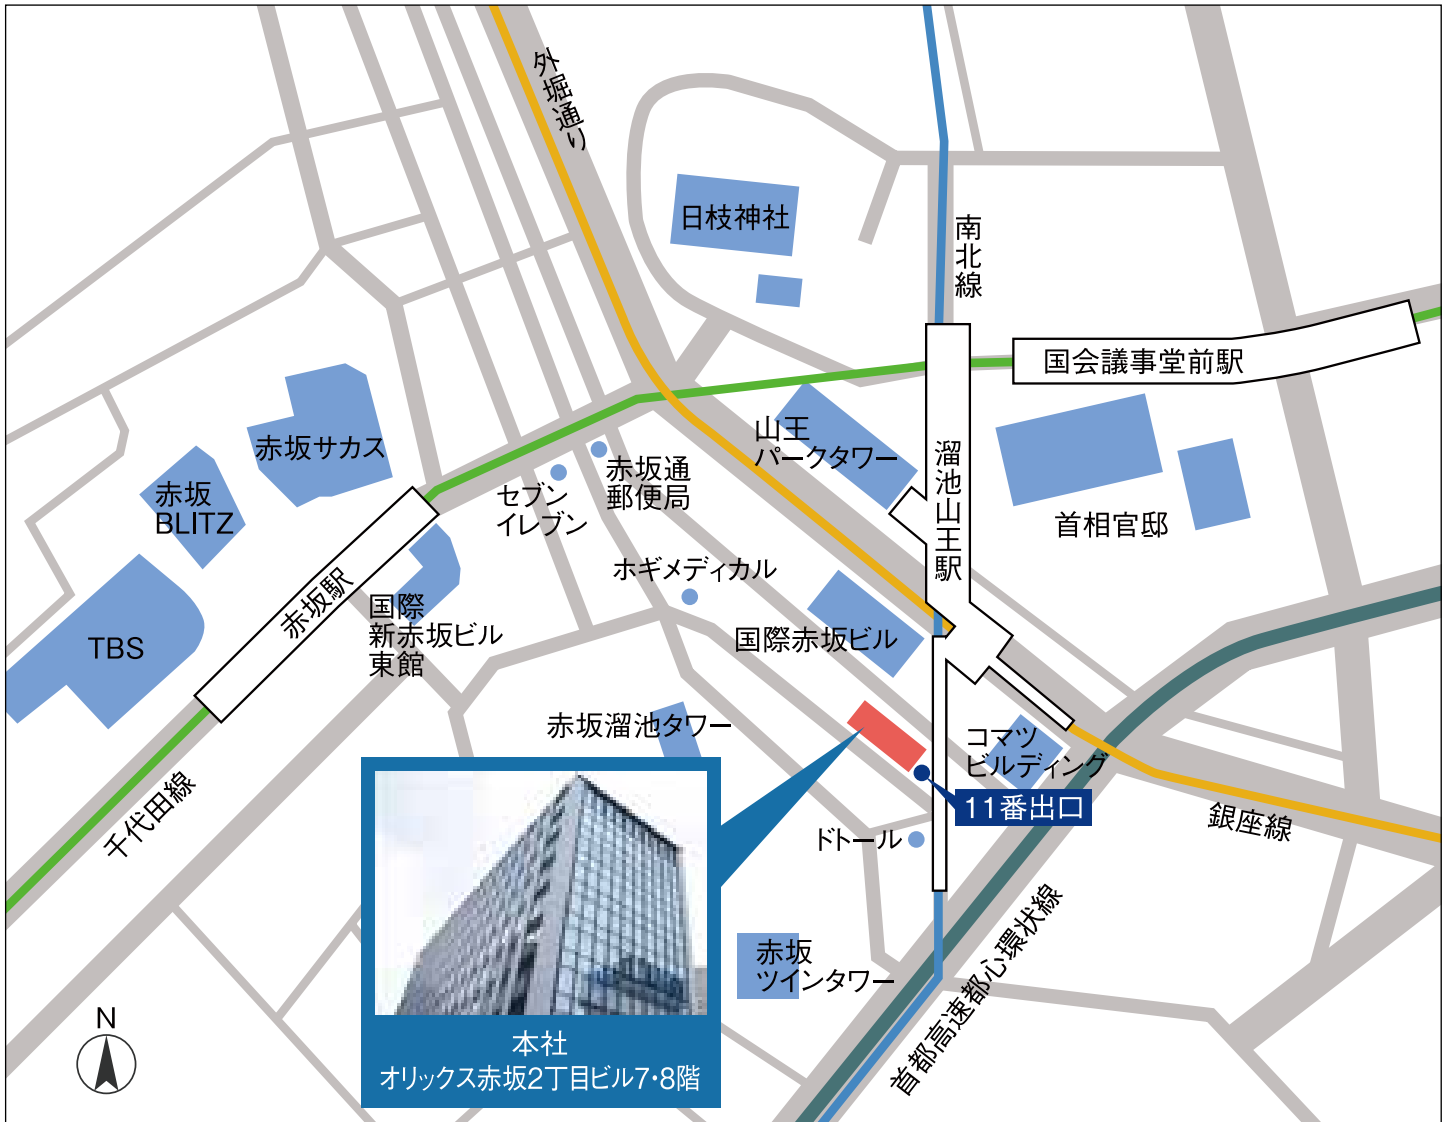 外堀通り
日枝神社
南北線
国会議事堂前駅
赤坂サカス
山王
パークタワー
溜池山王駅
赤坂
BLITZ
セブン
イレブン
赤坂通
郵便局
首相官邸
ホギメディカル
赤坂駅
国際
新赤坂ビル
東館
TBS
国際赤坂ビル
赤坂溜池タワー
コマツ
ビルディング
11番出口
千代田線
銀座線
ドトール
首都高速都心環状線
赤坂
ツインタワー
N
本社
オリックス赤坂2丁目ビル7・8階